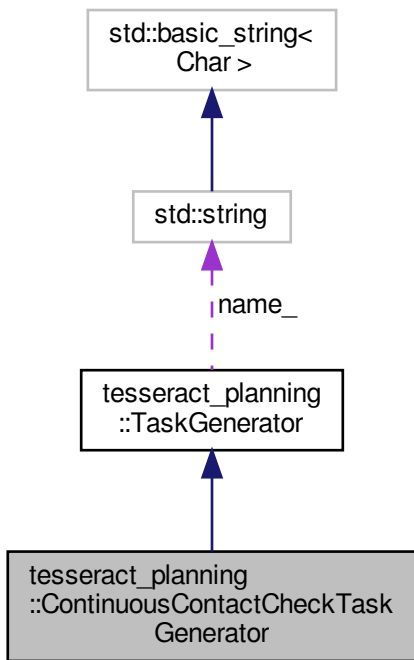 std::basic_string<
Char >
std::string
name_
tesseract_planning
::TaskGenerator
tesseract_planning
::ContinuousContactCheckTask
Generator